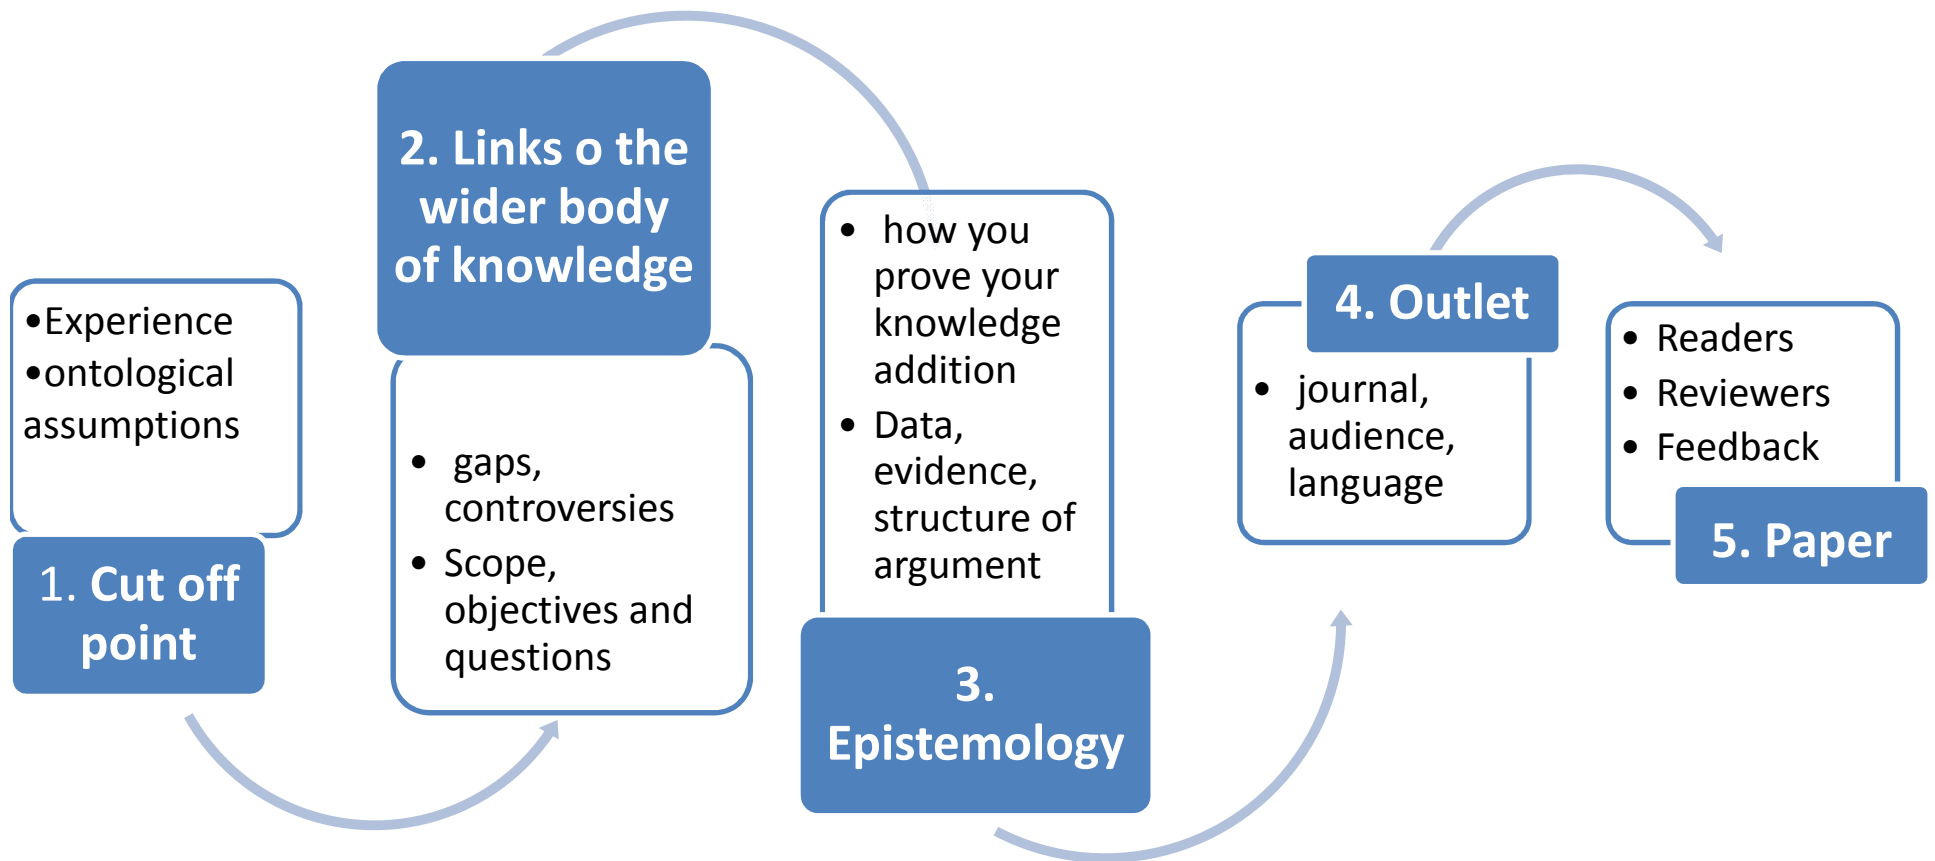 •Experience
•ontological
assumptions
1. Cut off
point
2. Links o the
wider body
of knowledge
• gaps,
controversies
• Scope,
objectives and
questions
• how you
prove your
knowledge
addition
• Data,
evidence,
structure of
argument
3.
Epistemology
4. Outlet
• journal,
audience,
language
• Readers
• Reviewers
• Feedback
5. Paper